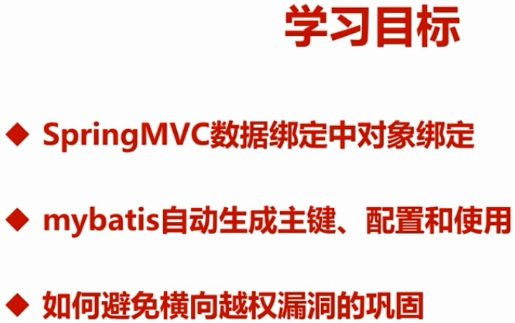 学习目标
SpringMVC数据绑定中对象绑定
mybatis自动生成主键、配置和使用
如何避免横向越权漏洞的巩固